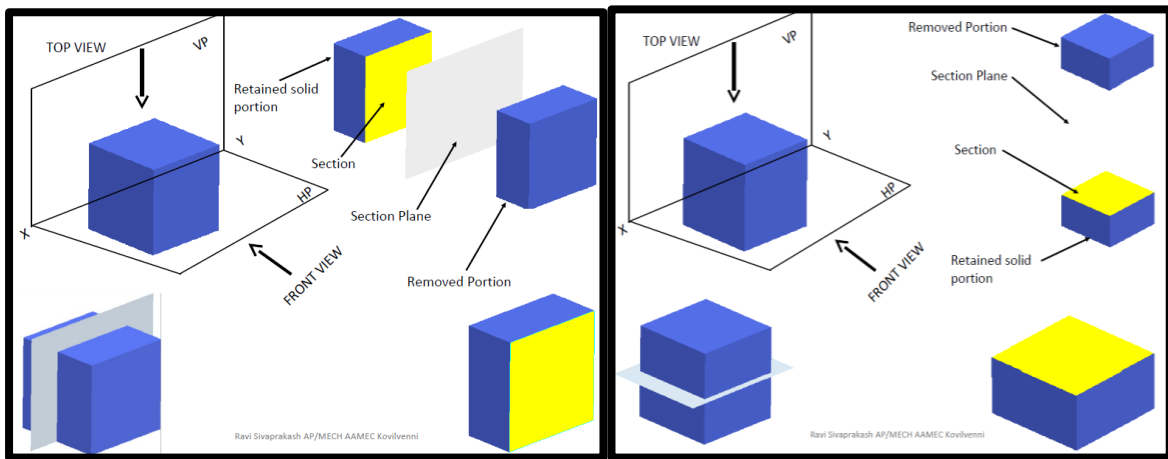 TOP VIEW
VP
Retained solid
portion
Y
Section
HP
Section Plane
X
FRONT VIEW
Removed Portion
Ravi Sivaprakash AP/MECH AAMEC Kovilvenni
Removed Portion
TOP VIEW
VP
Section Plane
Y
Section
HP
X
Retained solid
portion
FRONT VIEW
Ravi Sivaprakash AP/MECH AAMEC Kovilvenni